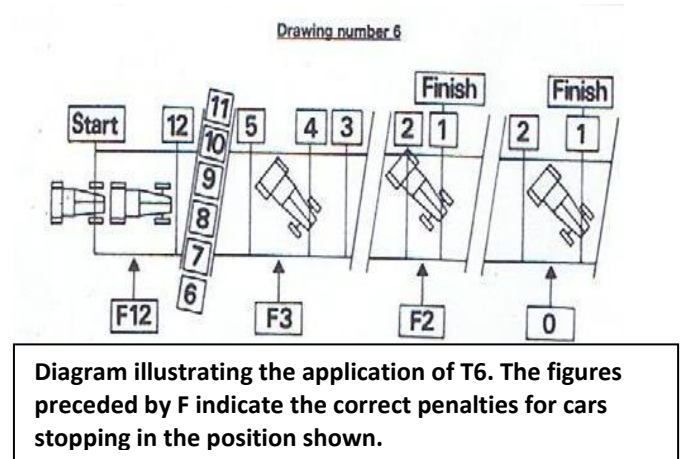 Drawing number 6
Finish Finish
Start 12 11 5 4 3 2 1 2 1
10
9
8
7
6
F12 F3 F2 0
Diagram illustrating the application of T6. The figures
preceded by F indicate the correct penalties for cars
stopping in the position shown.